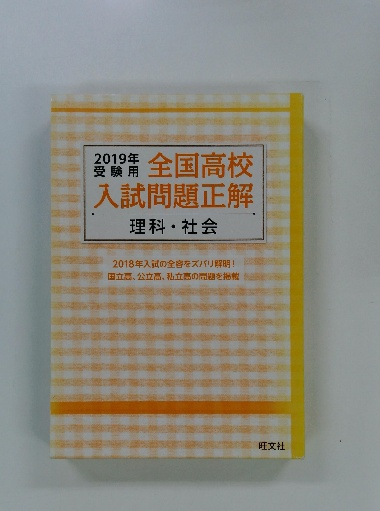 2019年
受験用 全国高校
入試問題正解
理科・社会
2018年入試の全容をズバリ解明!
国立高、公立高、私立高の問題を掲載
旺文社